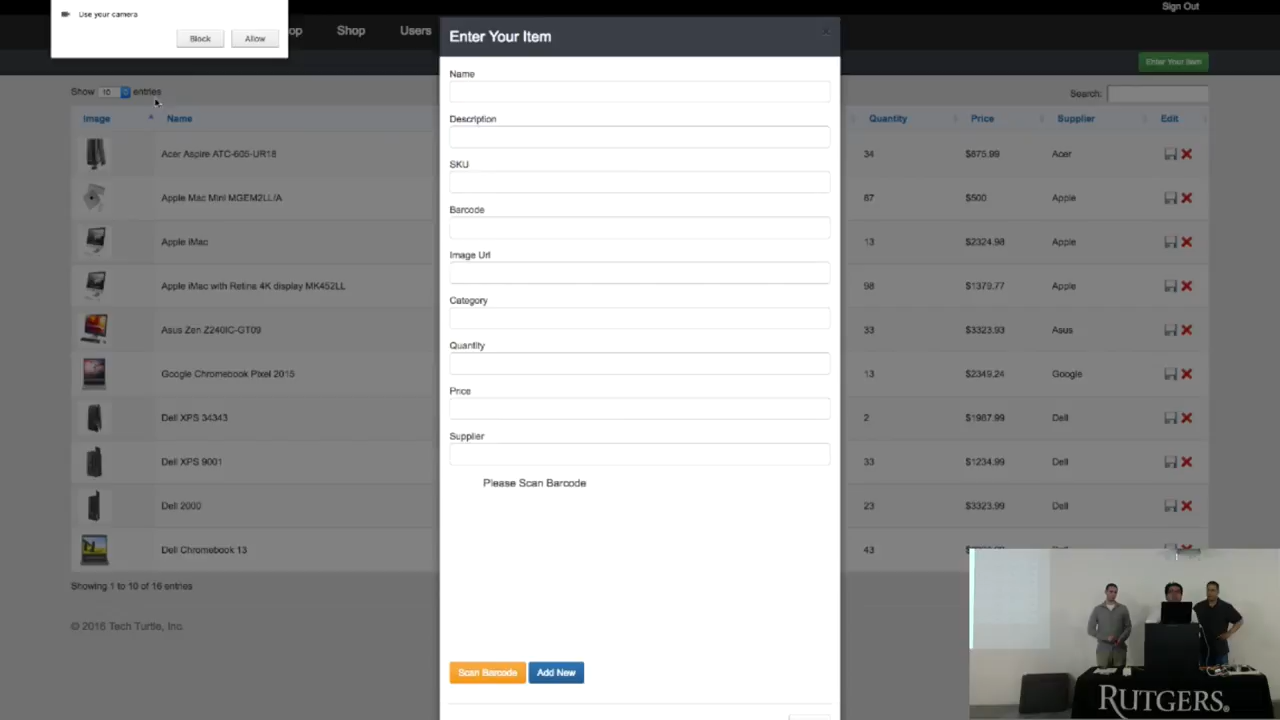 Use your camera
Block
Allow
Sign Out
op
Shop
Users
Enter Your Item
Enter Your Item
Show 10 entries
Search:
Image
Name
Quantity
Price
Supplier
Edit
Acer Aspire ATC-605-UR18
34
$875.99
Acer
Apple Mac Mini MGEM2LL/A
67
$500
Apple
Apple iMac
13
$2324.98
Apple
Apple iMac with Retina 4K display MK452LL
98
$1379.77
Apple
Asus Zen Z240IC-GT09
33
$3323.93
Asus
Google Chromebook Pixel 2015
13
$2349.24
Google
Dell XPS 34343
2
$1987.99
Dell
Dell XPS 9001
33
$1234.99
Dell
Dell 2000
23
$3323.99
Dell
Dell Chromebook 13
43
Showing 1 to 10 of 16 entries
© 2016 Tech Turtle, Inc.
Name
Description
SKU
Barcode
Image Url
Category
Quantity
Price
Supplier
Please Scan Barcode
Scan Barcode
Add New
RUTGERS